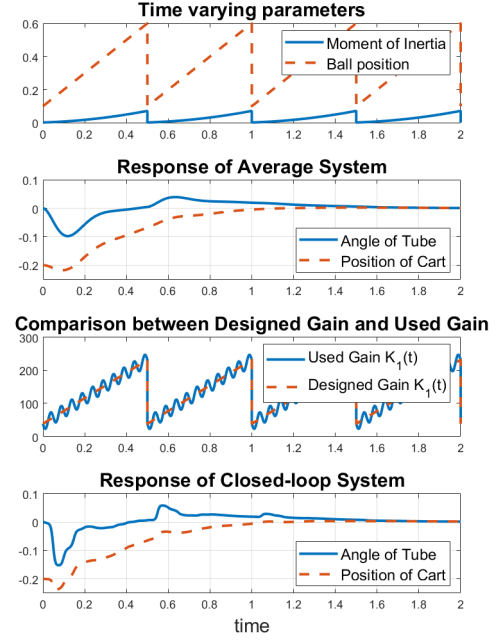 Time varying parameters
0.6
0.4
0.2
0
Moment of Inertia
Ball position
0 0.2 0.4 0.6 0.8 1 1.2 1.4 1.6 1.8 2
Response of Average System
0.1
0
-0.1
-0.2
Angle of Tube
Position of Cart
0 0.2 0.4 0.6 0.8 1 1.2 1.4 1.6 1.8 2
Comparison between Designed Gain and Used Gain
300
200
100
0
Used Gain K1(t)
Designed Gain K1(t)
0 0.2 0.4 0.6 0.8 1 1.2 1.4 1.6 1.8 2
Response of Closed-loop System
0.1
0
-0.1
-0.2
Angle of Tube
Position of Cart
0 0.2 0.4 0.6 0.8 1 1.2 1.4 1.6 1.8 2
time